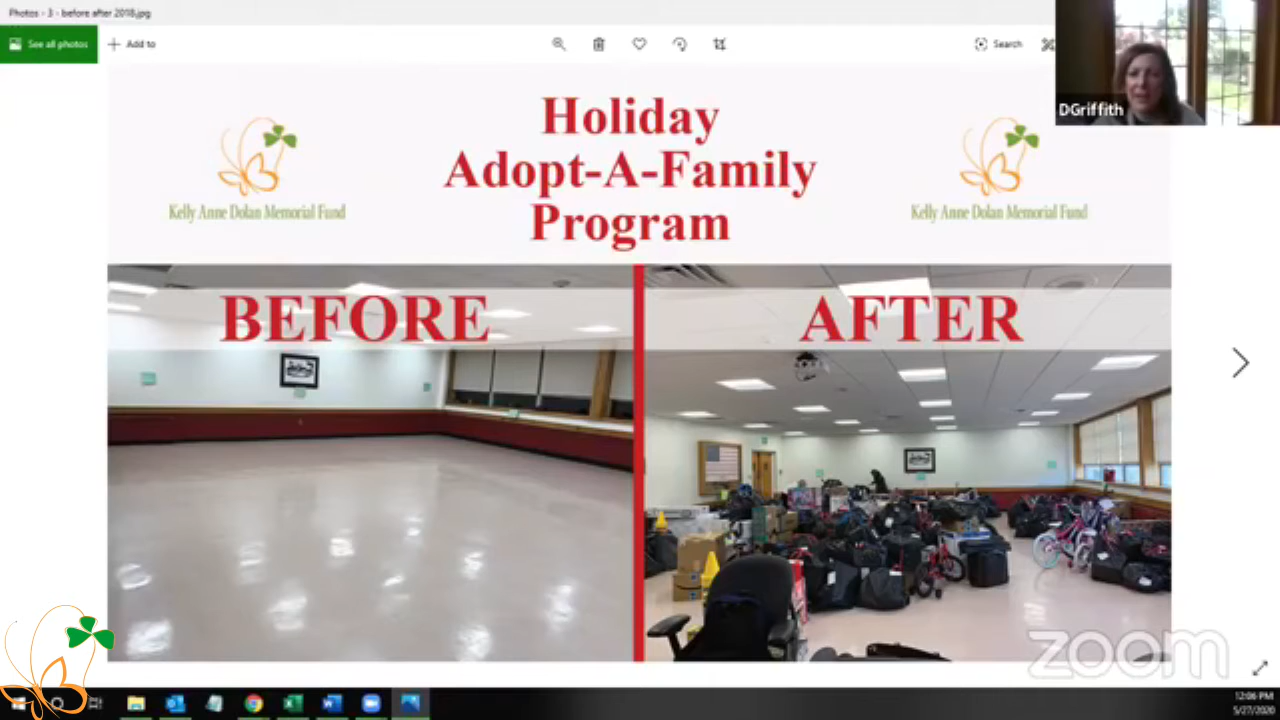 Photos - 3 - before after 2018.jpg
See all photos
Add to
Search
DGriffith
Holiday
Adopt-A-Family
Program
Kelly Anne Dolan Memorial Fund
Kelly Anne Dolan Memorial Fund
BEFORE
AFTER
zoom
12:06 PM
5/27/2020